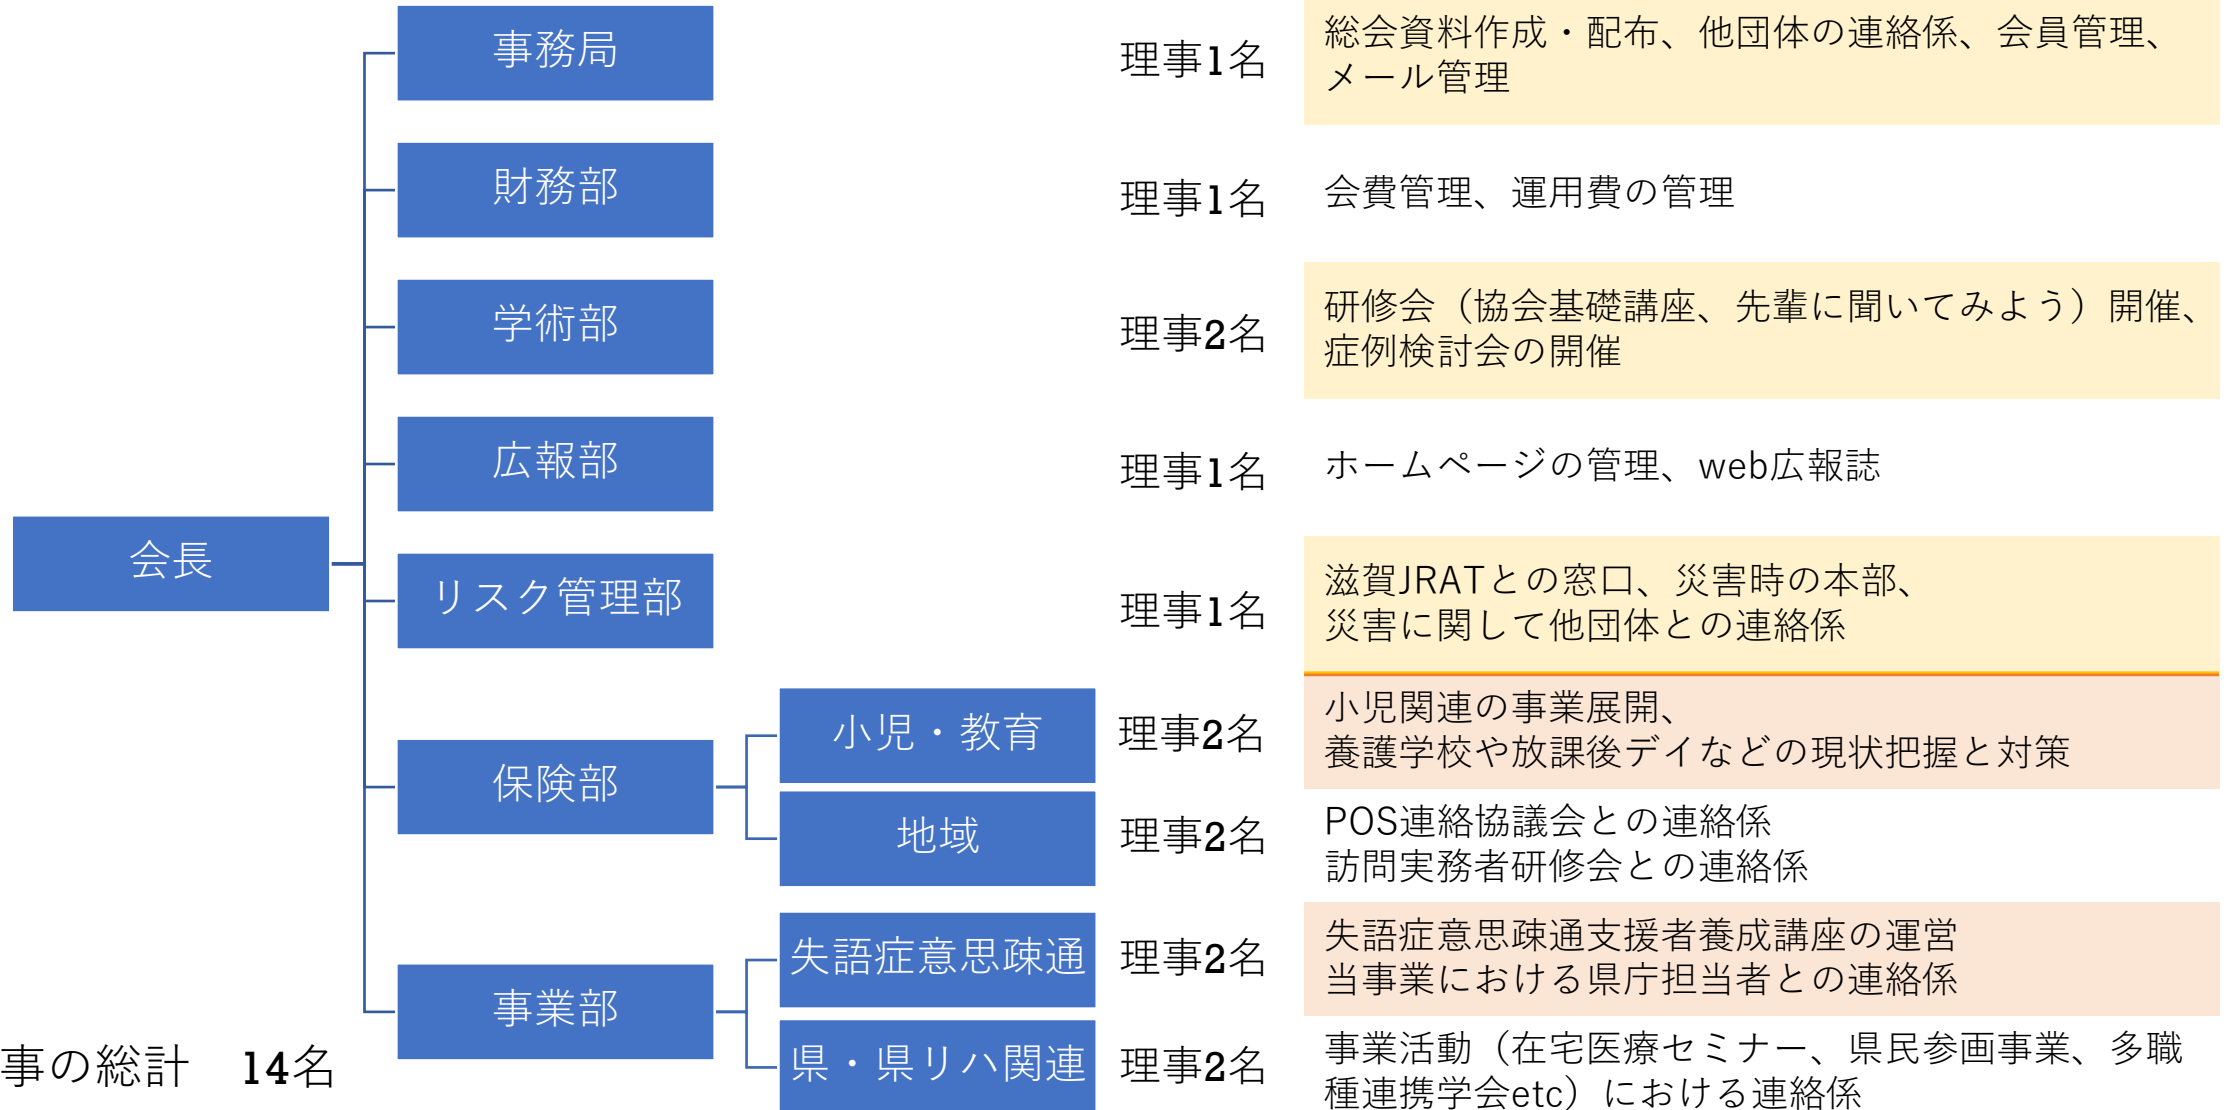 事務局
理事1名
総会資料作成・配布、他団体の連絡係、会員管理、
メール管理
財務部
理事1名
会費管理、運用費の管理
学術部
理事2名
研修会（協会基礎講座、先輩に聞いてみよう）開催、
症例検討会の開催
広報部
理事1名
ホームページの管理、web広報誌
会長
リスク管理部
理事1名
滋賀JRATとの窓口、災害時の本部、
災害に関して他団体との連絡係
保険部
小児・教育
理事2名
小児関連の事業展開、
養護学校や放課後デイなどの現状把握と対策
地域
理事2名
POS連絡協議会との連絡係
訪問実務者研修会との連絡係
事業部
失語症意思疎通
理事2名
失語症意思疎通支援者養成講座の運営
当事業における県庁担当者との連絡係
県・県リハ関連
理事2名
事業活動（在宅医療セミナー、県民参画事業、多職
種連携学会etc）における連絡係
事の総計　14名